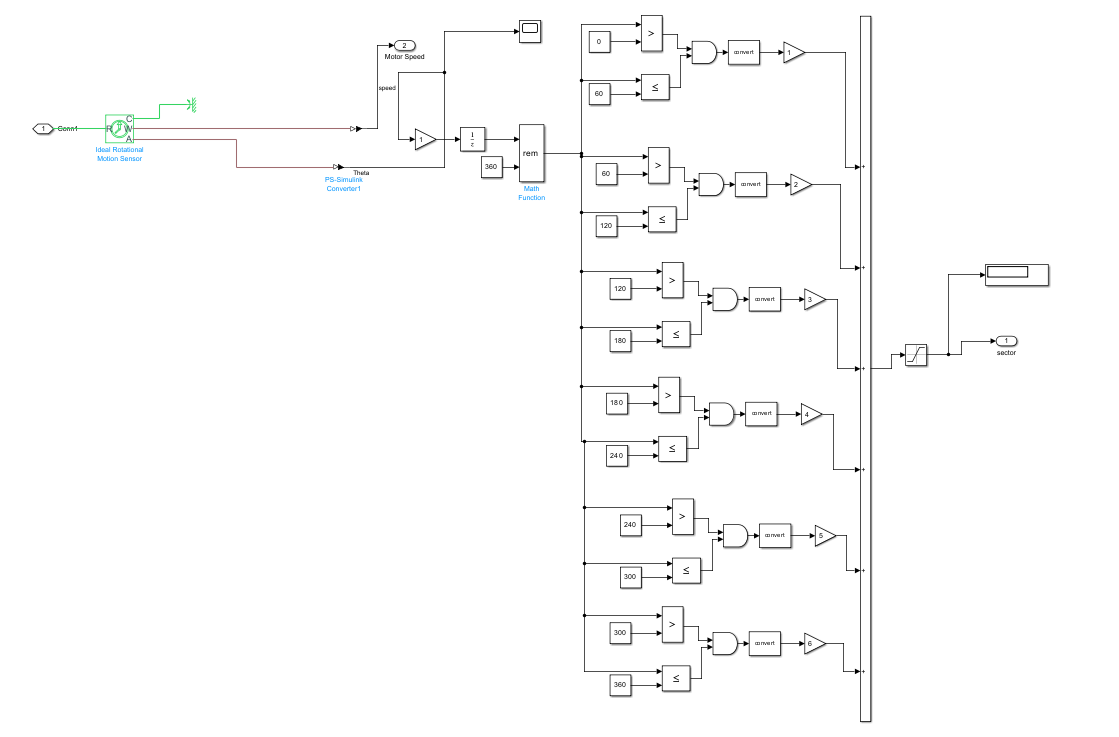 2
Motor Speed
speed
1
Conn1
R
C
W
A
Ideal Rotational
Motion Sensor
PS-Simulink
Converter1
Theta
1
1
z
360
rem
Math
Function
0
>
60
≤
convert
1
+
60
>
120
≤
convert
2
+
120
>
180
≤
convert
3
+
180
>
240
≤
convert
4
+
240
>
300
≤
convert
5
+
300
>
360
≤
convert
6
+
1
sector